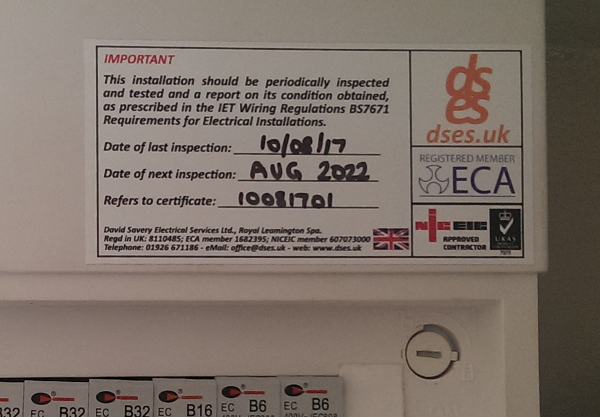 IMPORTANT
This installation should be periodically inspected
and tested and a report on its condition obtained,
as prescribed in the IET Wiring Regulations BS7671
Requirements for Electrical Installations.
Date of last inspection: 10/08/17
Date of next inspection: AUG 2022
Refers to certificate: 10081701
David Savery Electrical Services Ltd., Royal Leamington Spa.
Regd in UK: 8110485; ECA member 1682395; NICEIC member 607073000
Telephone: 01926 671186 - eMail: office@dses.uk - web: www.dses.uk
ds
es
dses.uk
REGISTERED MEMBER
ECA
NICEIC
APPROVED
CONTRACTOR
UKAS
B32
EC B32
EC B32
EC B16
EC B6
EC B6